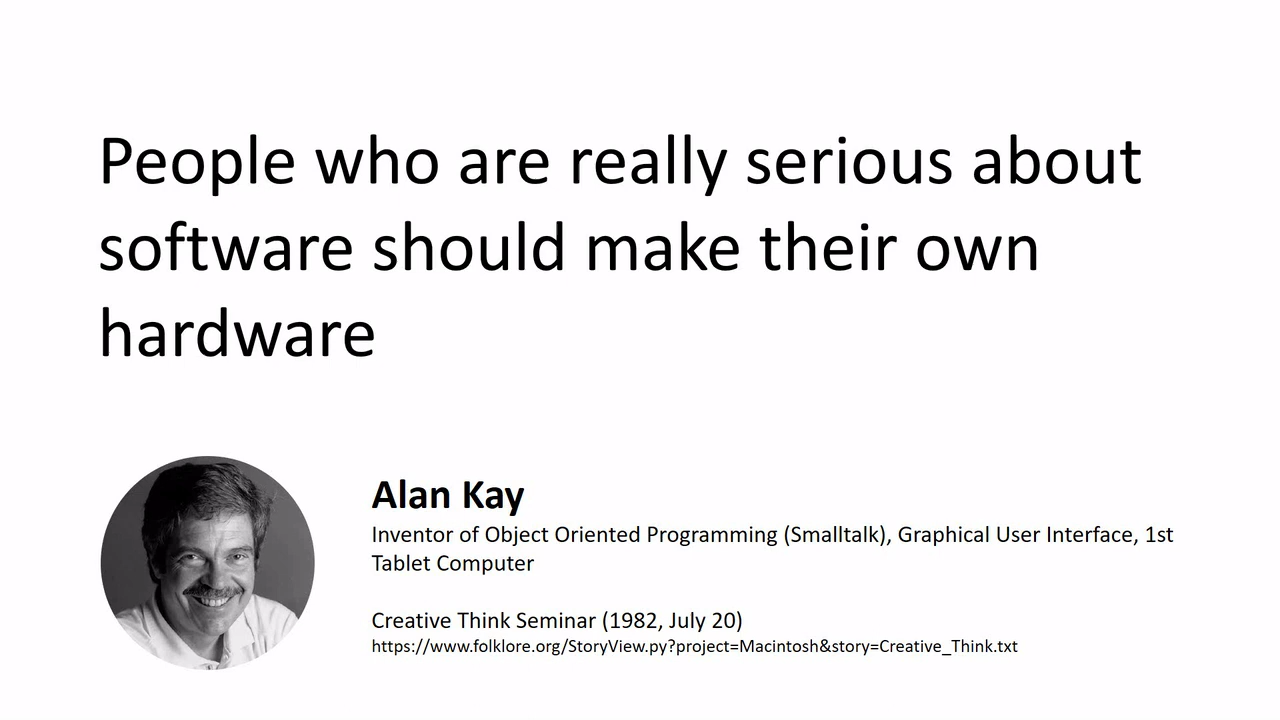 People who are really serious about
software should make their own
hardware
Alan Kay
Inventor of Object Oriented Programming (Smalltalk), Graphical User Interface, 1st
Tablet Computer
Creative Think Seminar (1982, July 20)
https://www.folklore.org/StoryView.py?project=Macintosh&story=Creative_Think.txt